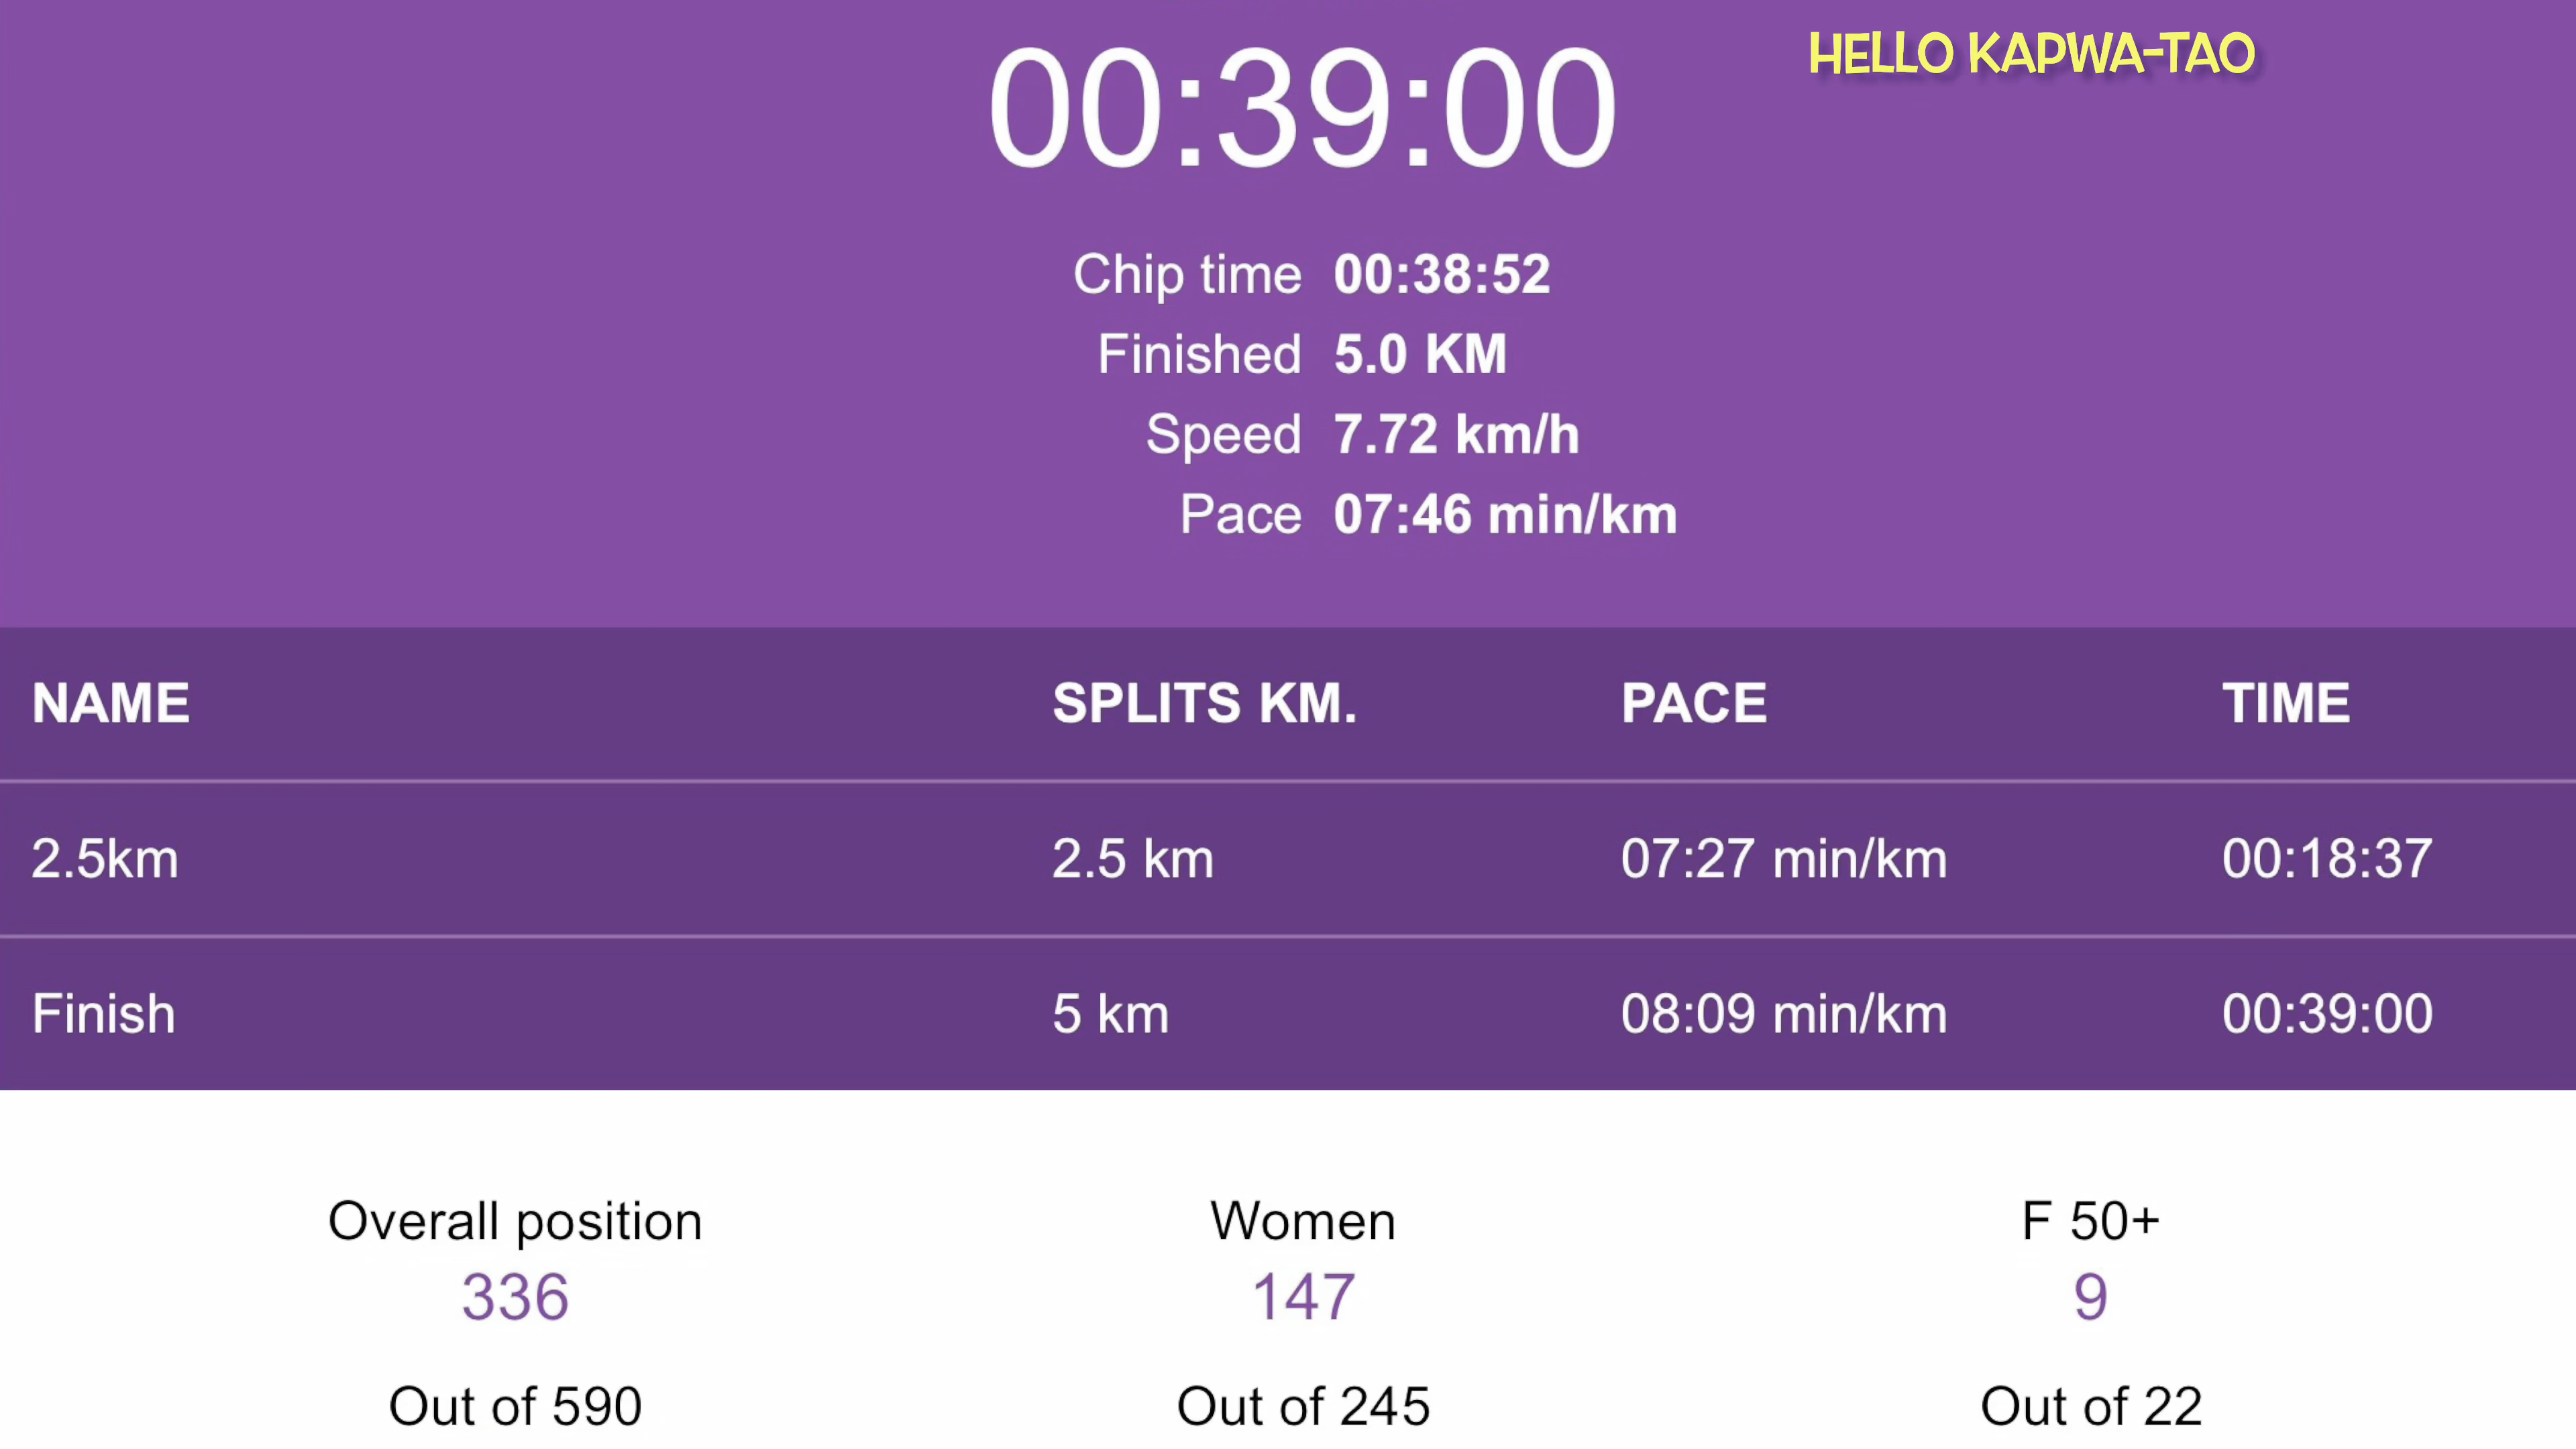 HELLO KAPWA-TAO
00:39:00
Chip time 00:38:52
Finished 5.0 KM
Speed 7.72 km/h
Pace 07:46 min/km
NAME SPLITS KM. PACE TIME
2.5km 2.5 km 07:27 min/km 00:18:37
Finish 5 km 08:09 min/km 00:39:00
Overall position Women F 50+
336 147 9
Out of 590 Out of 245 Out of 22